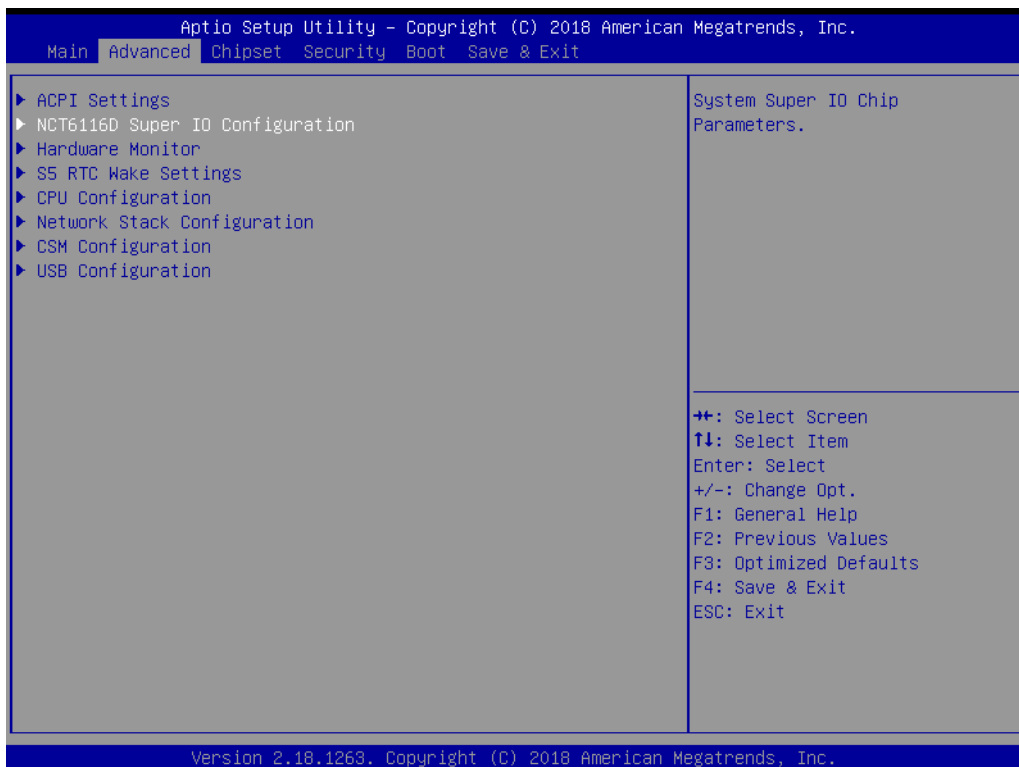 Aptio Setup Utility – Copyright (C) 2018 American Megatrends, Inc.
Main Advanced Chipset Security Boot Save & Exit
► ACPI Settings
► NCT6116D Super IO Configuration
► Hardware Monitor
► S5 RTC Wake Settings
► CPU Configuration
► Network Stack Configuration
► CSM Configuration
► USB Configuration
System Super IO Chip
Parameters.
→←: Select Screen
↑↓: Select Item
Enter: Select
+/-: Change Opt.
F1: General Help
F2: Previous Values
F3: Optimized Defaults
F4: Save & Exit
ESC: Exit
Version 2.18.1263. Copyright (C) 2018 American Megatrends, Inc.